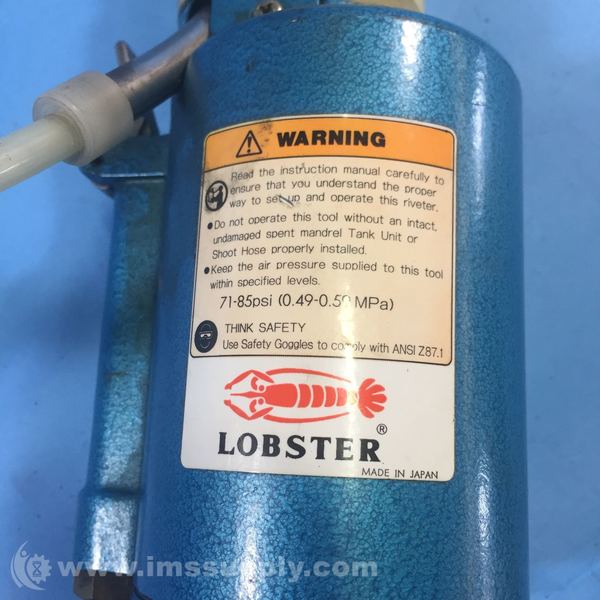 WARNING
Read the instruction manual carefully to
ensure that you understand the proper
way to set up and operate this riveter.
•Do not operate this tool without an intact,
undamaged spent mandrel Tank Unit or
Shoot Hose properly installed.
•Keep the air pressure supplied to this tool
within specified levels.
71-85psi (0.49-0.59 MPa)
THINK SAFETY
Use Safety Goggles to comply with ANSI Z87.1
LOBSTER®
MADE IN JAPAN
www.imssupply.com